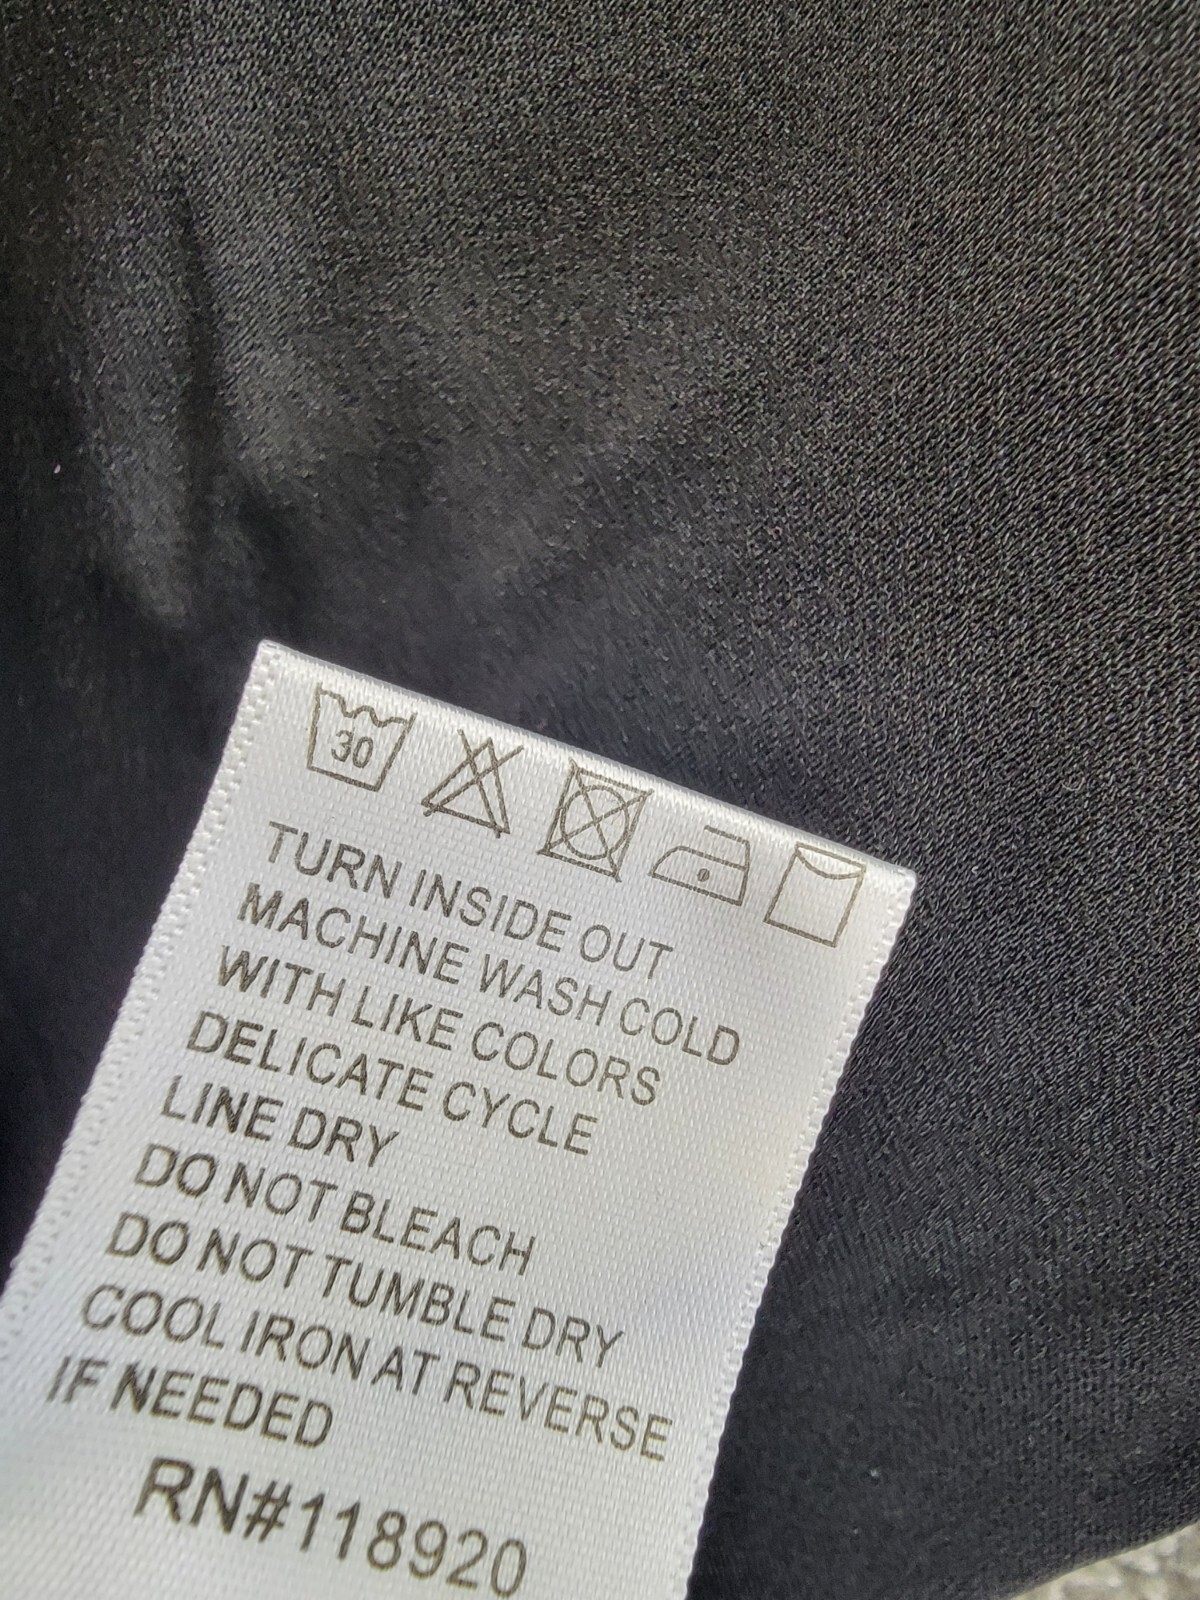 30
TURN INSIDE OUT
MACHINE WASH COLD
WITH LIKE COLORS
DELICATE CYCLE
LINE DRY
DO NOT BLEACH
DO NOT TUMBLE DRY
COOL IRON AT REVERSE
IF NEEDED
RN#118920